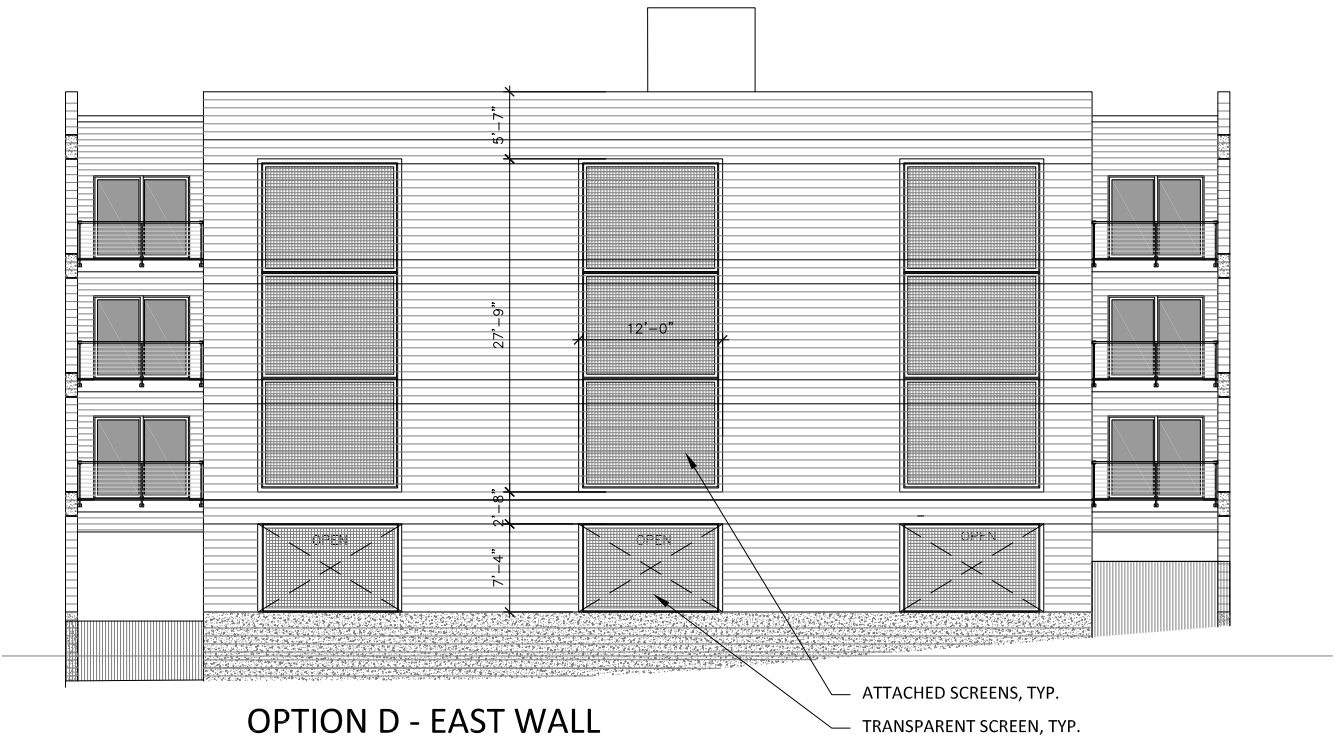 5'-7"
27'-9"
12'-0"
2'-8"
OPEN
OPEN
OPEN
7'-4"
ATTACHED SCREENS, TYP.
OPTION D - EAST WALL
TRANSPARENT SCREEN, TYP.